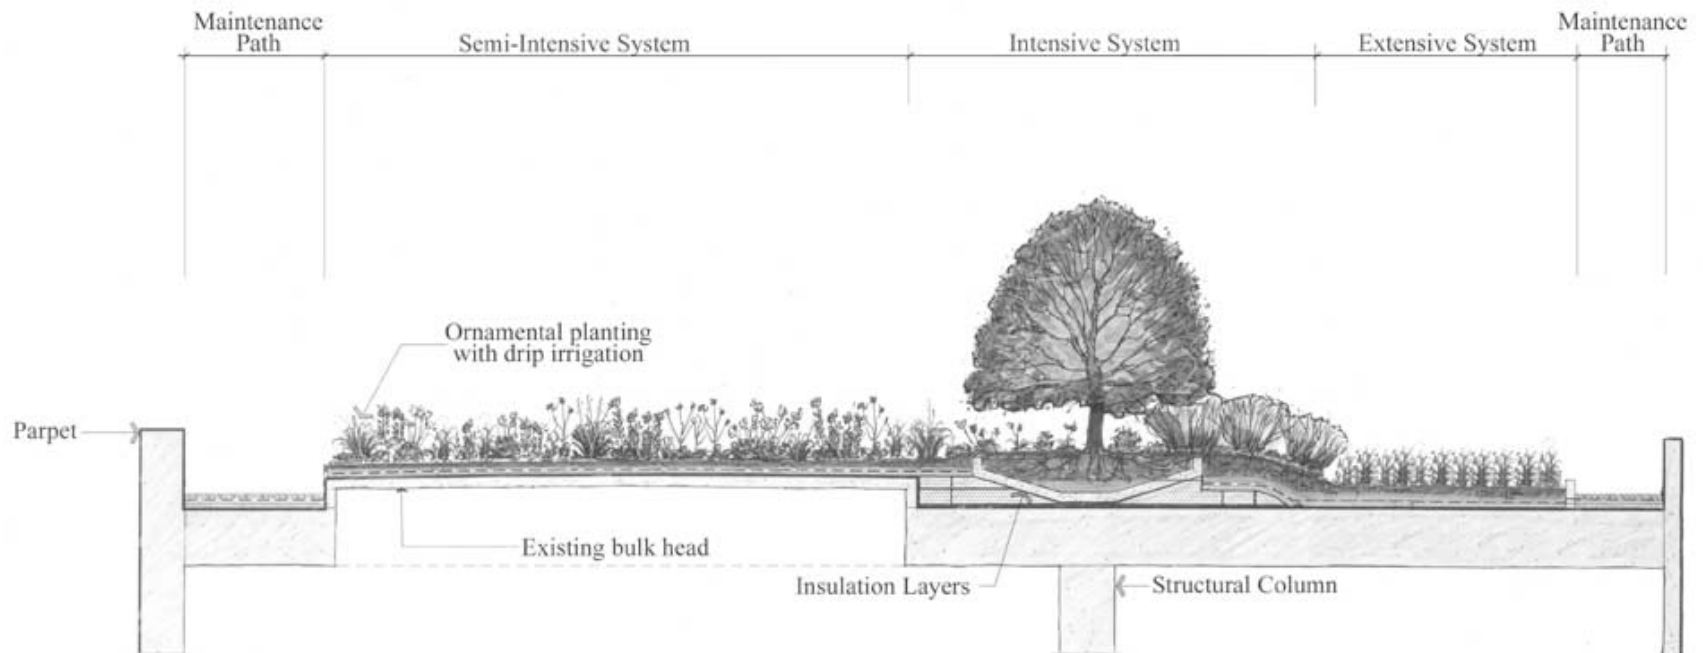 Maintenance
Path
Semi-Intensive System
Intensive System
Extensive System
Maintenance
Path
Ornamental planting
with drip irrigation
Parpet
Existing bulk head
Insulation Layers
Structural Column